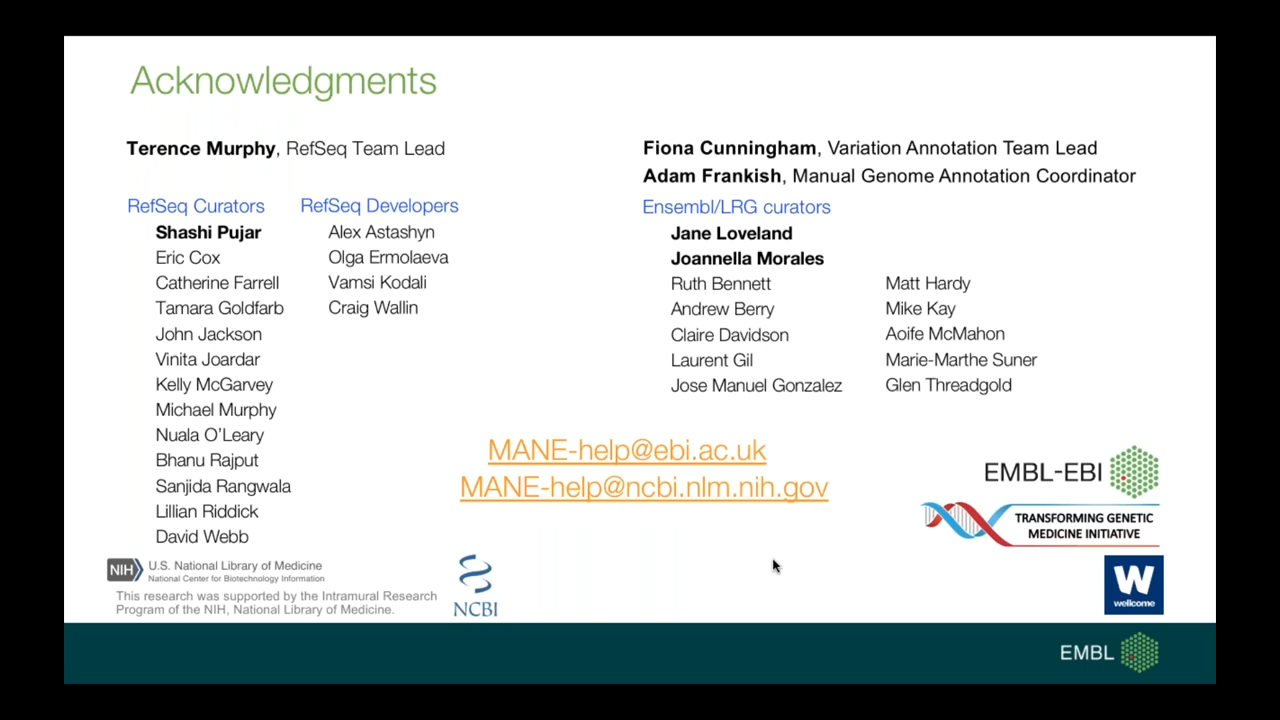 Acknowledgments
Terence Murphy, RefSeq Team Lead
RefSeq Curators
Shashi Pujar
Eric Cox
Catherine Farrell
Tamara Goldfarb
John Jackson
Vinita Joardar
Kelly McGarvey
Michael Murphy
Nuala O'Leary
Bhanu Rajput
Sanjida Rangwala
Lillian Riddick
David Webb
RefSeq Developers
Alex Astashyn
Olga Ermolaeva
Vamsi Kodali
Craig Wallin
Fiona Cunningham, Variation Annotation Team Lead
Adam Frankish, Manual Genome Annotation Coordinator
Ensembl/LRG curators
Jane Loveland
Joannella Morales
Ruth Bennett
Andrew Berry
Claire Davidson
Laurent Gil
Jose Manuel Gonzalez
Matt Hardy
Mike Kay
Aoife McMahon
Marie-Marthe Suner
Glen Threadgold
MANE-help@ebi.ac.uk
MANE-help@ncbi.nlm.nih.gov
EMBL-EBI
TRANSFORMING GENETIC
MEDICINE INITIATIVE
W
wellcome
NIH
U.S. National Library of Medicine
National Center for Biotechnology Information
This research was supported by the Intramural Research
Program of the NIH, National Library of Medicine.
NCBI
EMBL